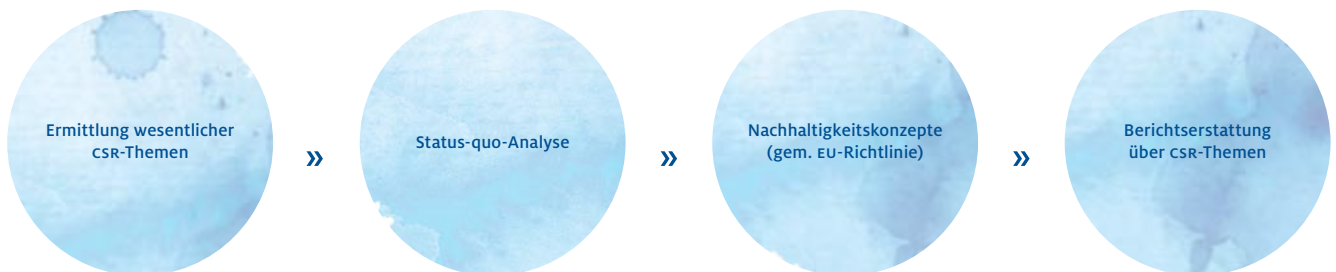 Ermittlung wesentlicher
CSR-Themen
»
Status-quo-Analyse
»
Nachhaltigkeitskonzepte
(gem. EU-Richtlinie)
»
Berichtserstattung
über CSR-Themen